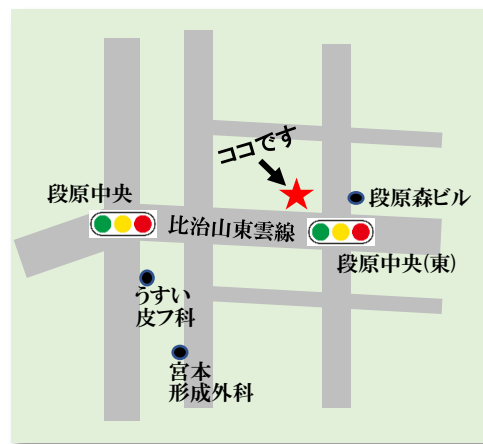 ココです
段原中央
段原森ビル
比治山東雲線
段原中央(東)
うすい
皮フ科
宮本
形成外科